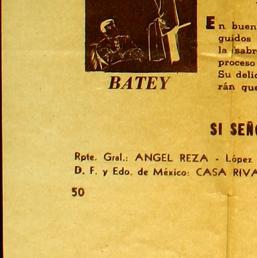 BATEY
En buen
guidos
la sabr
proceso
Su delic
rán que
SI SEÑO
Rpte. Gral.: ANGEL REZA - López
D. F. y Edo. de México: CASA RIVA
50